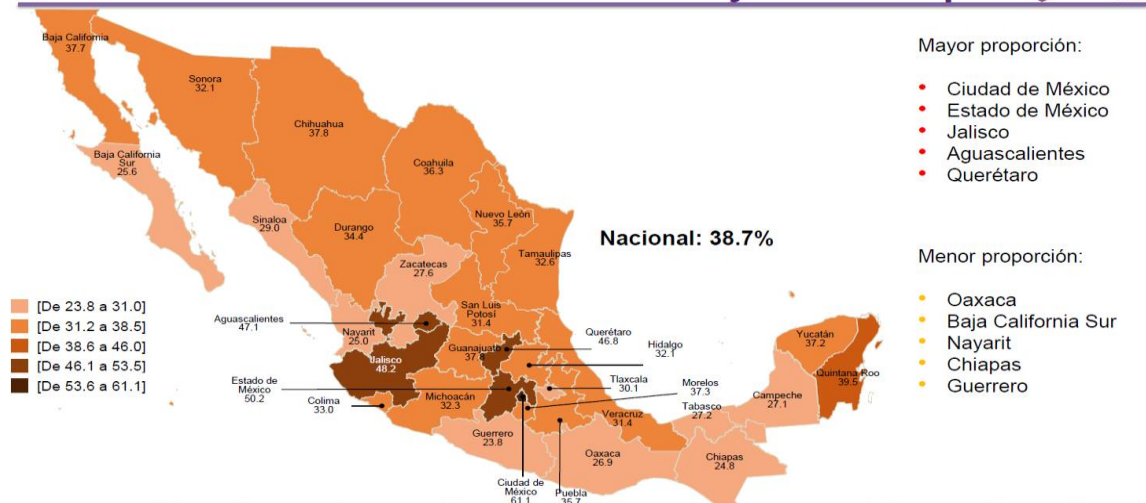 Baja California
37.7
Sonora
32.1
Chihuahua
37.8
Coahuila
36.3
Baja California
Sur
25.6
Sinaloa
29.0
Durango
34.4
Nuevo León
35.7
Tamaulipas
32.6
Zacatecas
27.6
San Luis
Potosí
31.4
Aguascalientes
47.1
Nayarit
25.0
Jalisco
48.2
Guanajuato
37.8
Querétaro
46.8
Hidalgo
32.1
Estado de
México
50.2
Colima
33.0
Michoacán
32.3
Tlaxcala
30.1
Morelos
37.3
Veracruz
31.4
Guerrero
23.8
Ciudad de
México
61.1
Puebla
35.7
Oaxaca
26.9
Tabasco
27.2
Chiapas
24.8
Campeche
27.1
Yucatán
37.2
Quintana Roo
39.5
Nacional: 38.7%
[De 23.8 a 31.0]
[De 31.2 a 38.5]
[De 38.6 a 46.0]
[De 46.1 a 53.5]
[De 53.6 a 61.1]
Mayor proporción:
• Ciudad de México
• Estado de México
• Jalisco
• Aguascalientes
• Querétaro
Menor proporción:
• Oaxaca
• Baja California Sur
• Nayarit
• Chiapas
• Guerrero